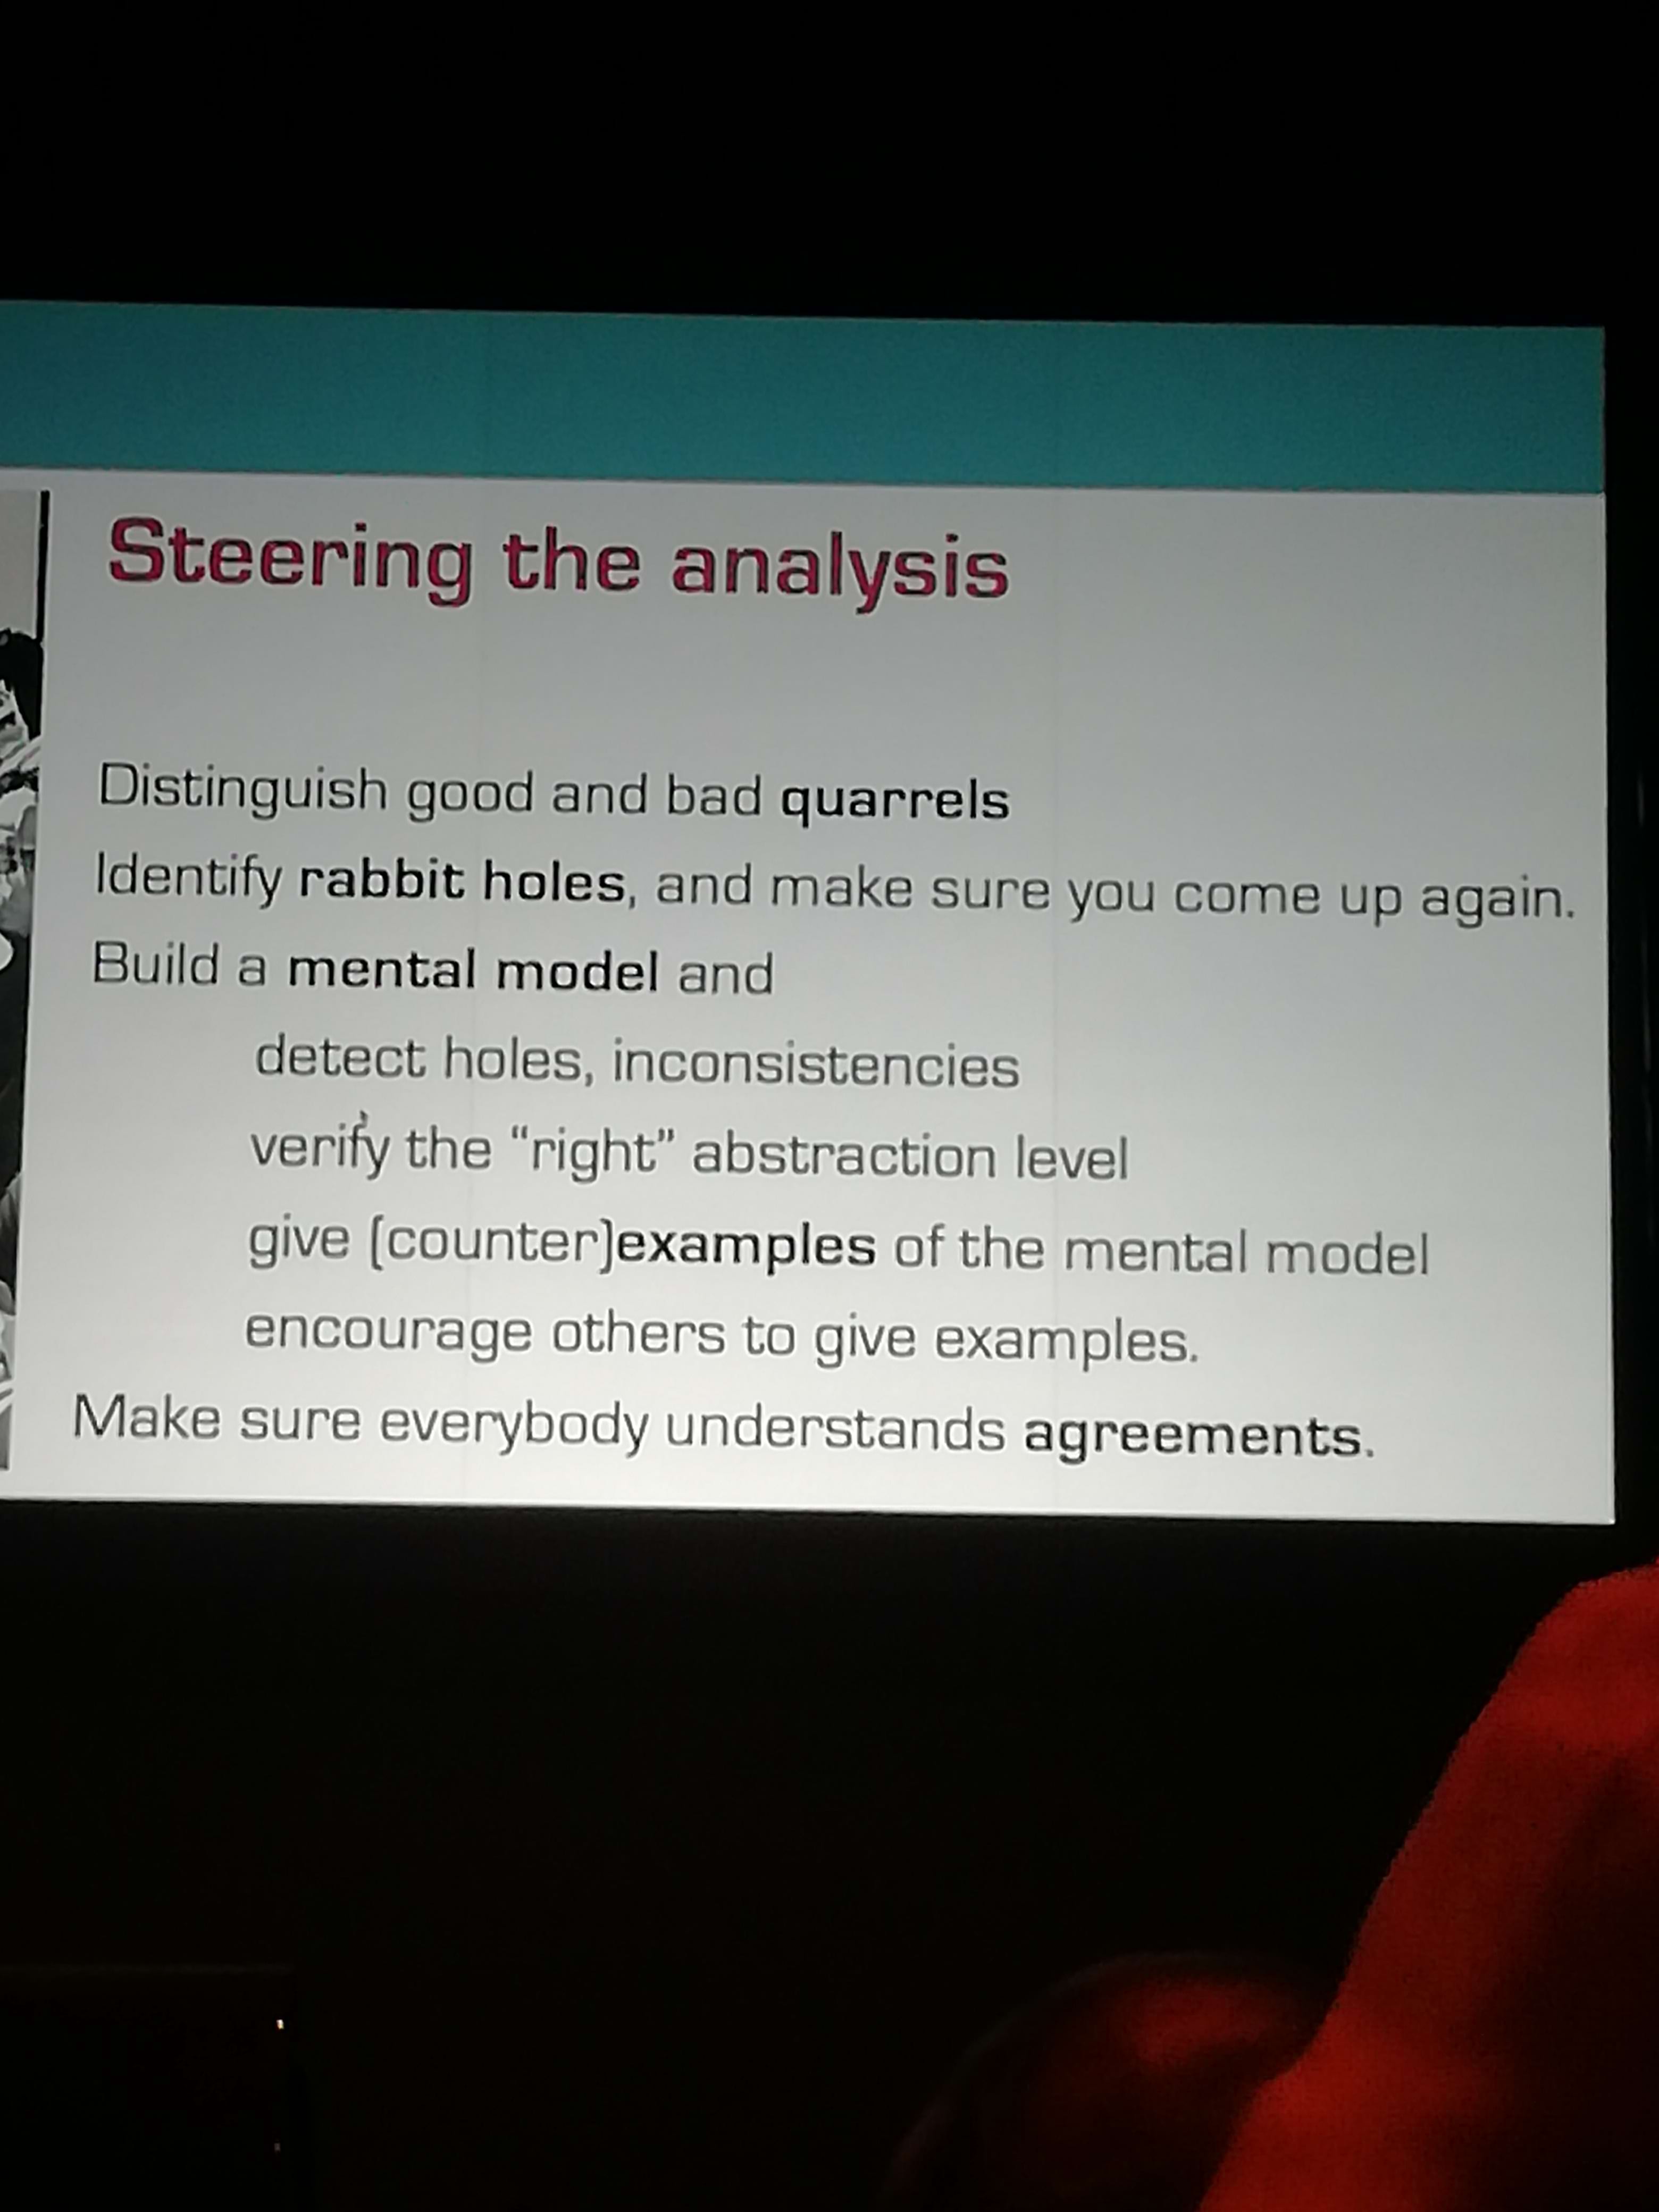 Steering the analysis
Distinguish good and bad quarrels
Identify rabbit holes, and make sure you come up again.
Build a mental model and
detect holes, inconsistencies
verify the “right” abstraction level
give (counter)examples of the mental model
encourage others to give examples.
Make sure everybody understands agreements.